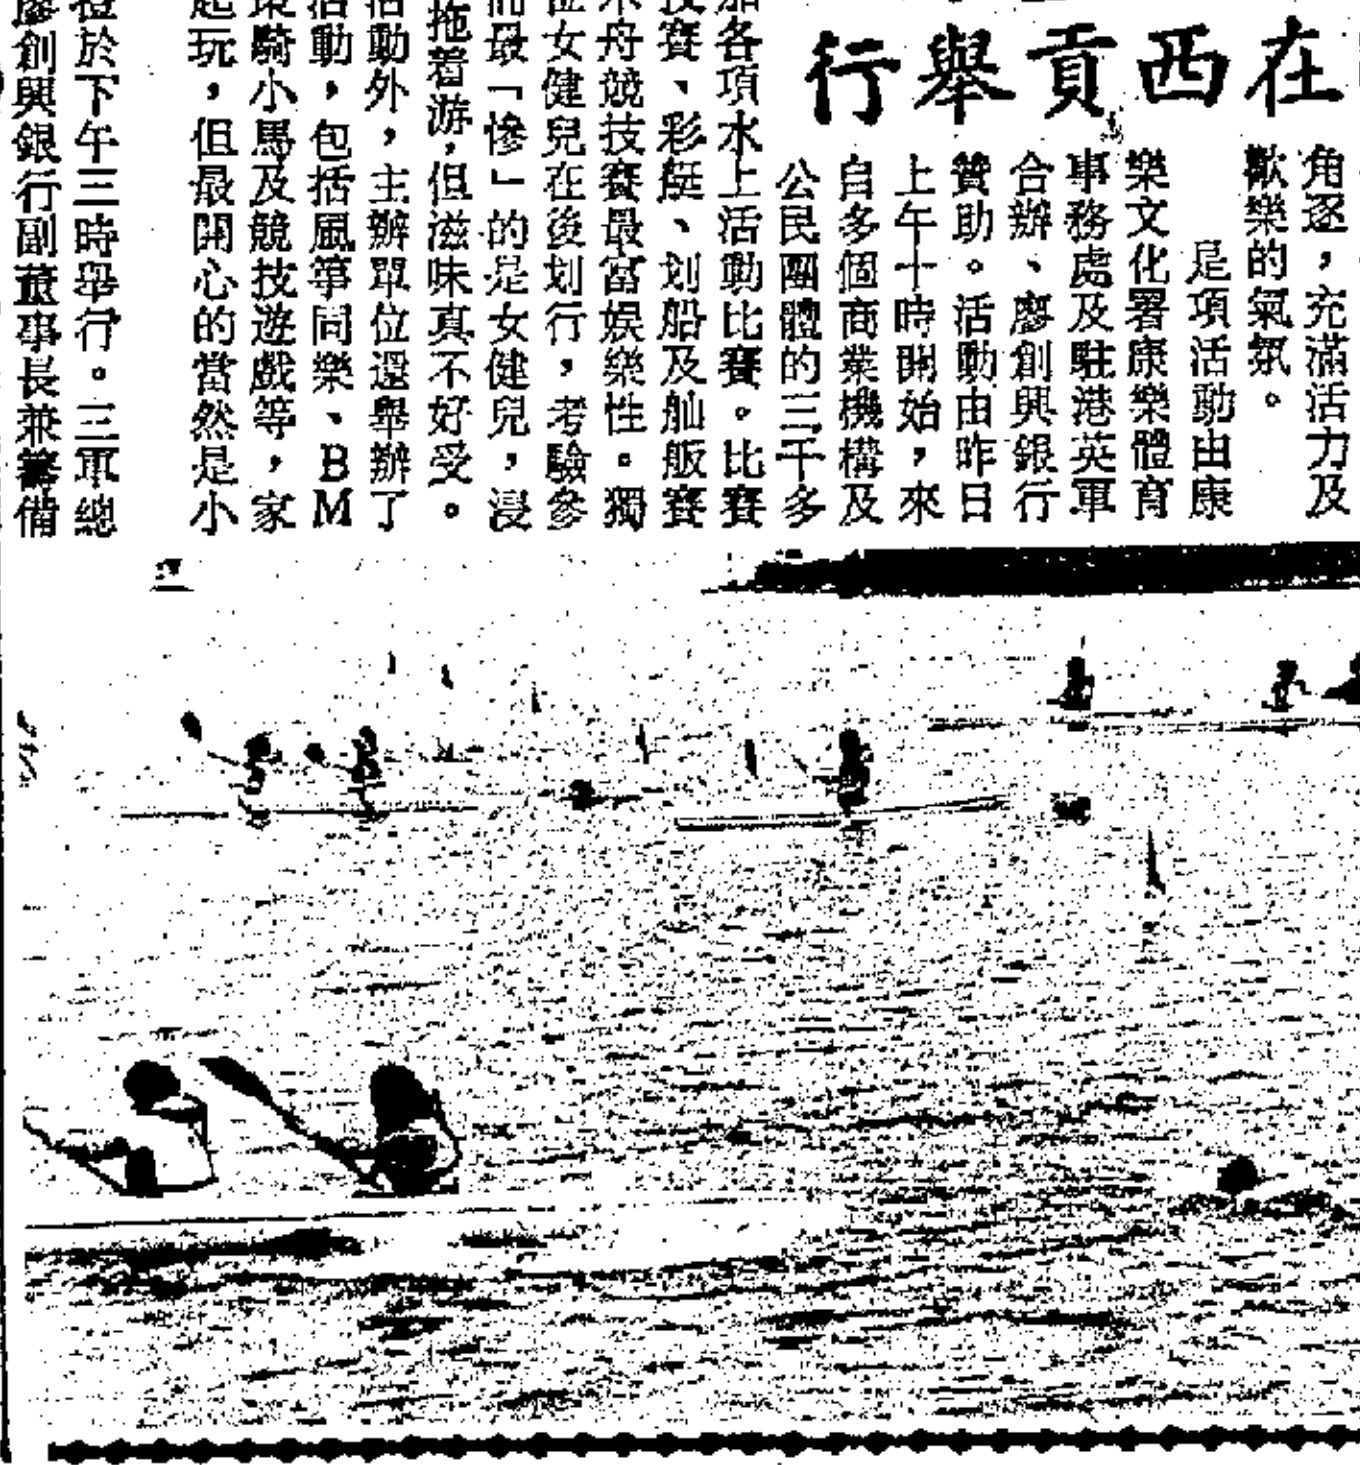 在西貢舉行
角逐，充滿活力及
歡樂的氣氛。
是項活動由康
樂文化署康樂體育
事務處及駐港英軍
合辦、廖創興銀行
贊助。活動由昨日
上午十時開始，來
自多個商業機構及
公民團體的三千多
各項水上活動比賽。比賽
賽、彩艇、划船及舢舨賽
舟競技賽最富娛樂性。獨
女健兒在後划行，考驗參
最「慘」的是女健兒，浸
拖着游，但滋味真不好受。
動外，主辦單位還舉辦了
動，包括風箏同樂、BM
騎小馬及競技遊戲等，家
玩，但最開心的當然是小
於下午三時舉行。三軍總
廖創興銀行副董事長兼籌備